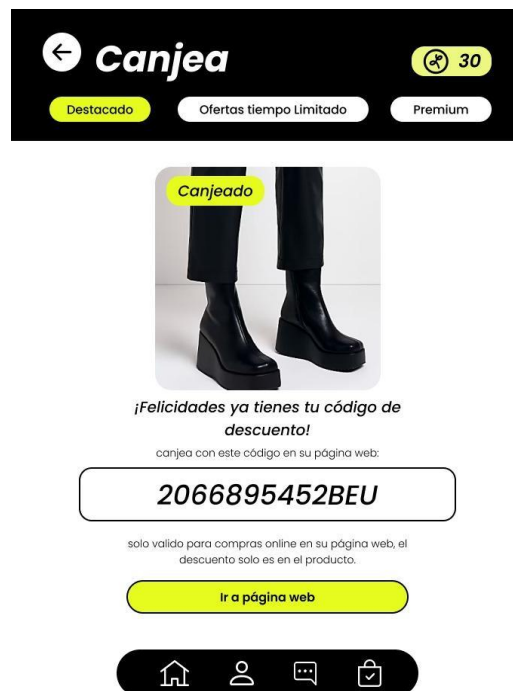 Canjea
30
Destacado
Ofertas tiempo Limitado
Premium
Canjeado
¡Felicidades ya tienes tu código de
descuento!
canjea con este código en su página web:
2066895452BEU
solo valido para compras online en su página web, el
descuento solo es en el producto.
Ir a página web